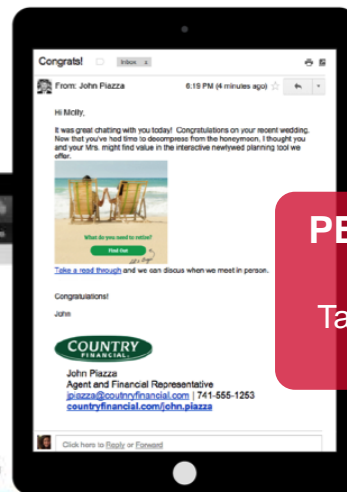 Congrats!
Inbox x
From: John Piazza 6:19 PM (4 minutes ago)
Hi Nicity,
It was great chatting with you today! Congratulations on your recent wedding.
Now that you've had time to decompress from the honeymoon, I thought you
and your Mrs. might find value in the interactive newlywed planning tool we
offer.
What do you need to retire?
Find Out
Let's Go!
Take a read through and we can discus when we meet in person.
Congratulations!
John
COUNTRY
FINANCIAL
John Piazza
Agent and Financial Representative
jpiazza@coutnryfinancial.com | 741-555-1253
countryfinancial.com/john.piazza
Click here to Reply or Forward
PE
Ta